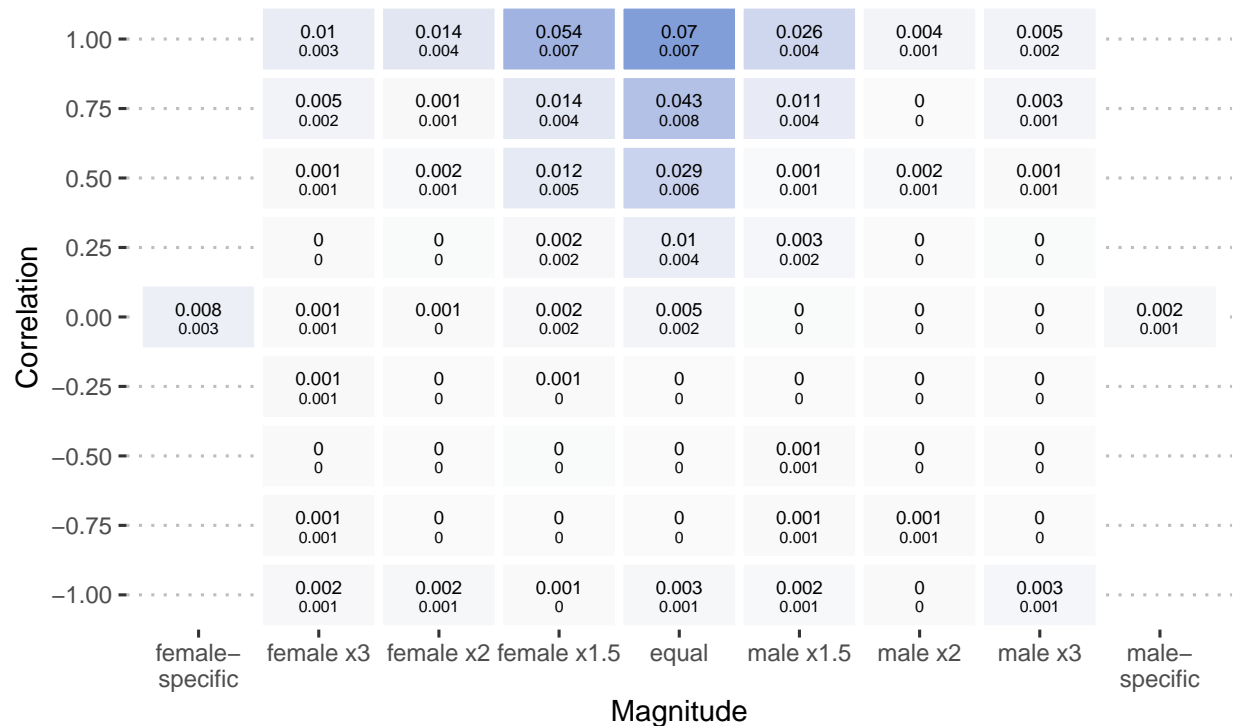 1.00
0.01 0.014 0.054 0.07 0.026 0.004 0.005
0.003 0.004 0.007 0.007 0.004 0.001 0.002
0.75
0.005 0.001 0.014 0.043 0.011 0 0.003
0.002 0.001 0.004 0.008 0.004 0 0.001
0.50
0.001 0.002 0.012 0.029 0.001 0.002 0.001
0.001 0.001 0.005 0.006 0.001 0.001 0.001
0.25
0 0 0.002 0.01 0.003 0 0
0 0 0.002 0.004 0.002 0 0
0.00
0.008 0.001 0.001 0.002 0.005 0 0 0 0.002
0.003 0.001 0 0.002 0.002 0 0 0 0.001
−0.25
0.001 0 0.001 0 0 0 0
0.001 0 0 0 0 0 0
−0.50
0 0 0 0 0.001 0 0
0 0 0 0 0.001 0 0
−0.75
0.001 0 0 0 0.001 0.001 0
0.001 0 0 0 0.001 0.001 0
−1.00
0.002 0.002 0.001 0.003 0.002 0 0.003
0.001 0.001 0 0.001 0.001 0 0.001
Correlation
female−
specific
female x3
female x2
female x1.5
equal
male x1.5
male x2
male x3
male−
specific
Magnitude